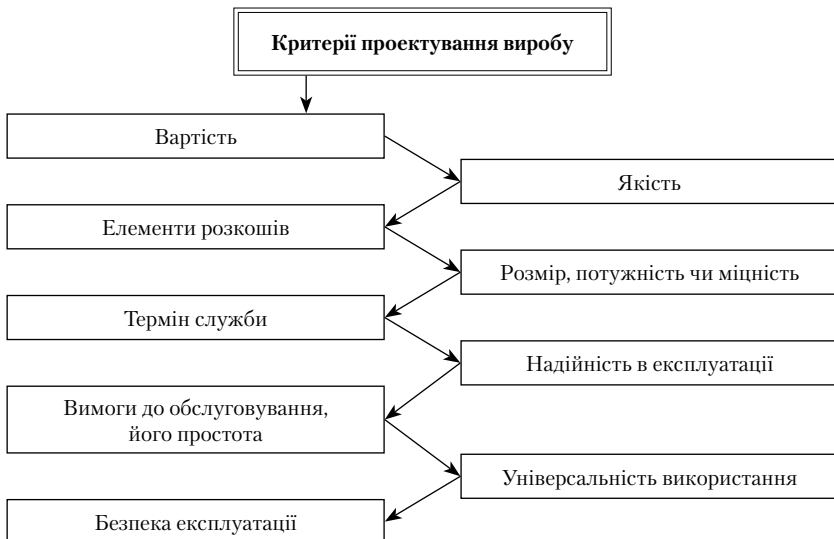 Критерії проектування виробу
Вартість
Якість
Елементи розкошів
Розмір, потужність чи міцність
Термін служби
Надійність в експлуатації
Вимоги до обслуговування,
його простота
Універсальність використання
Безпека експлуатації